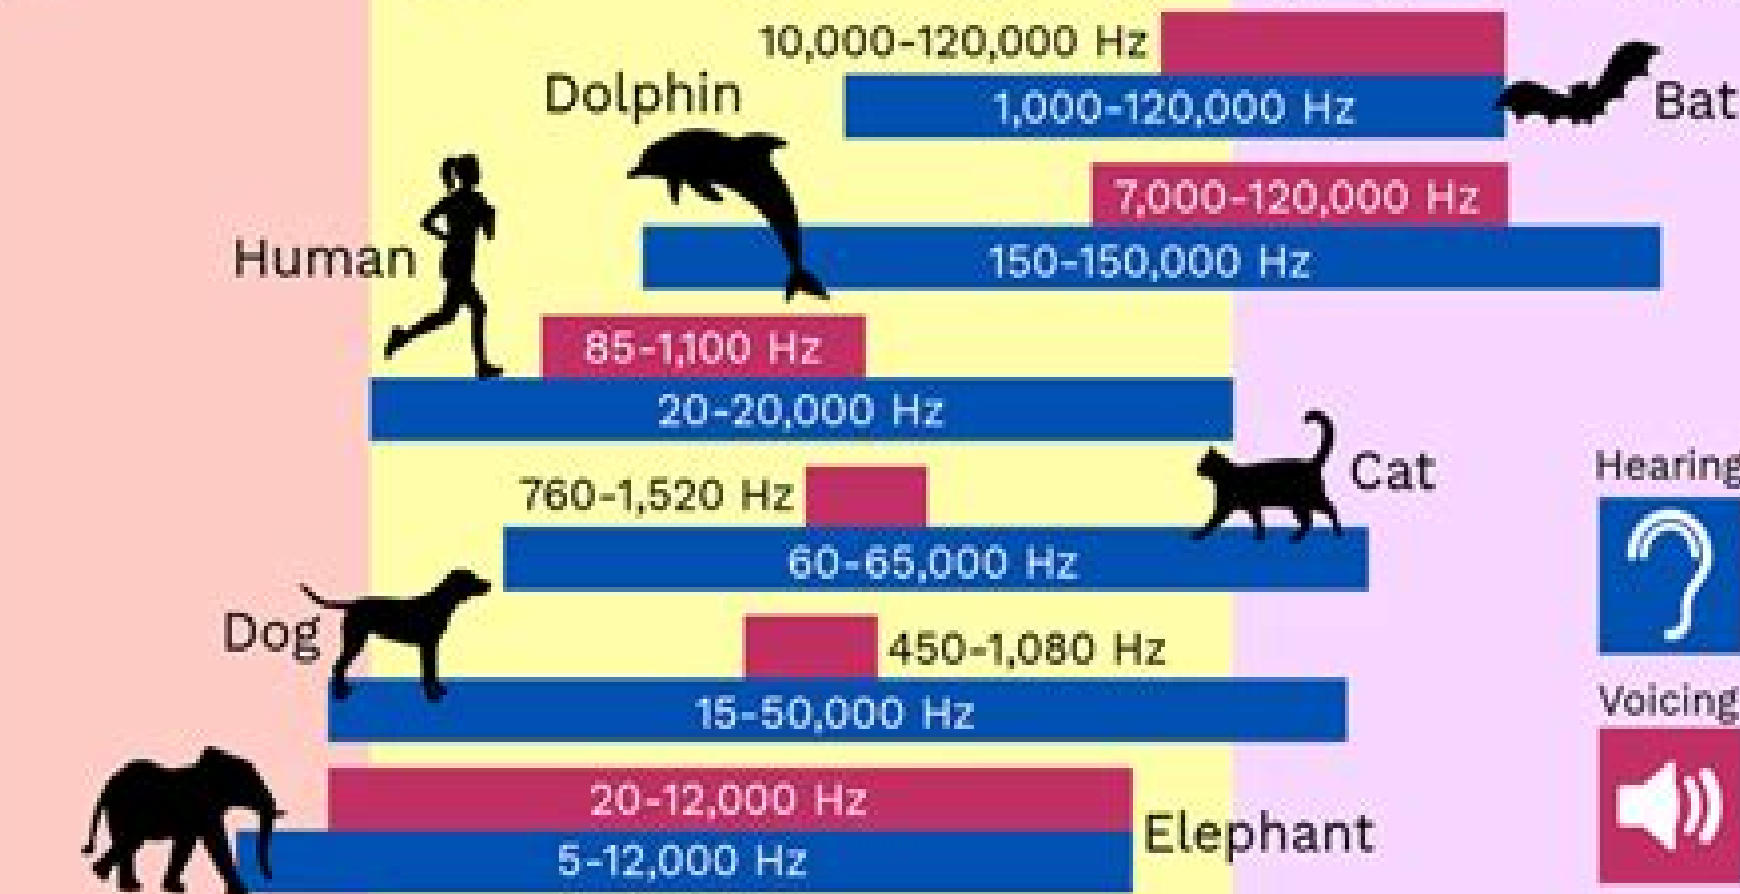 10,000-120,000 Hz
Dolphin
1,000-120,000 Hz
Bat
7,000-120,000 Hz
Human
150-150,000 Hz
85-1,100 Hz
20-20,000 Hz
Cat
Hearing
760-1,520 Hz
60-65,000 Hz
Dog
450-1,080 Hz
Voicing
15-50,000 Hz
20-12,000 Hz
Elephant
5-12,000 Hz